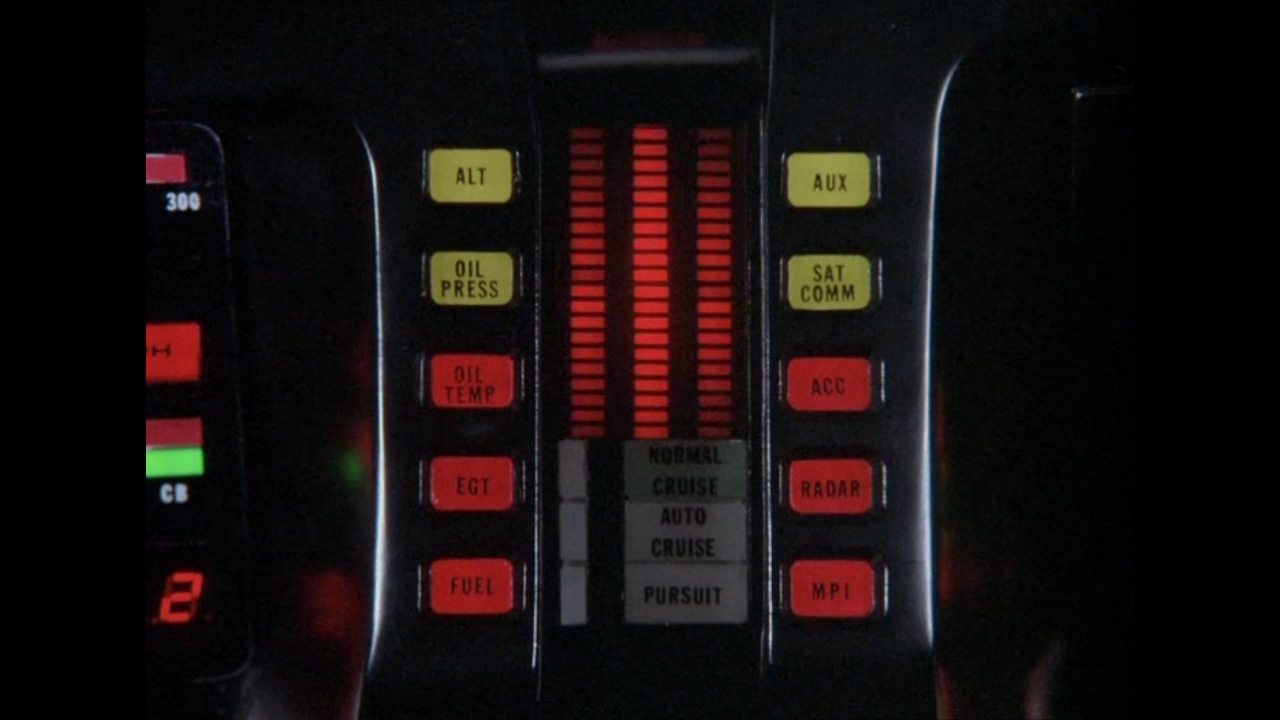 300
CB
2
ALT
OIL
PRESS
OIL
TEMP
EGT
FUEL
NORMAL
CRUISE
AUTO
CRUISE
PURSUIT
AUX
SAT
COMM
ACC
RADAR
MPI